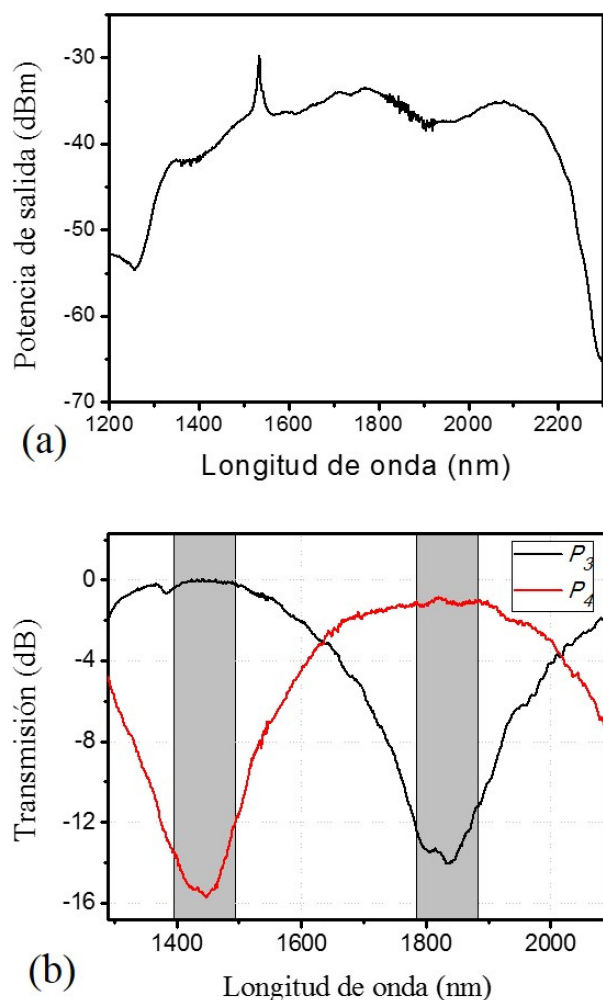 -30
-40
-50
-60
-70
1200 1400 1600 1800 2000 2200
Potencia de salida (dBm)
Longitud de onda (nm)
(a)
P3
P4
0
-4
-8
-12
-16
1400 1600 1800 2000
Transmisión (dB)
Longitud de onda (nm)
(b)